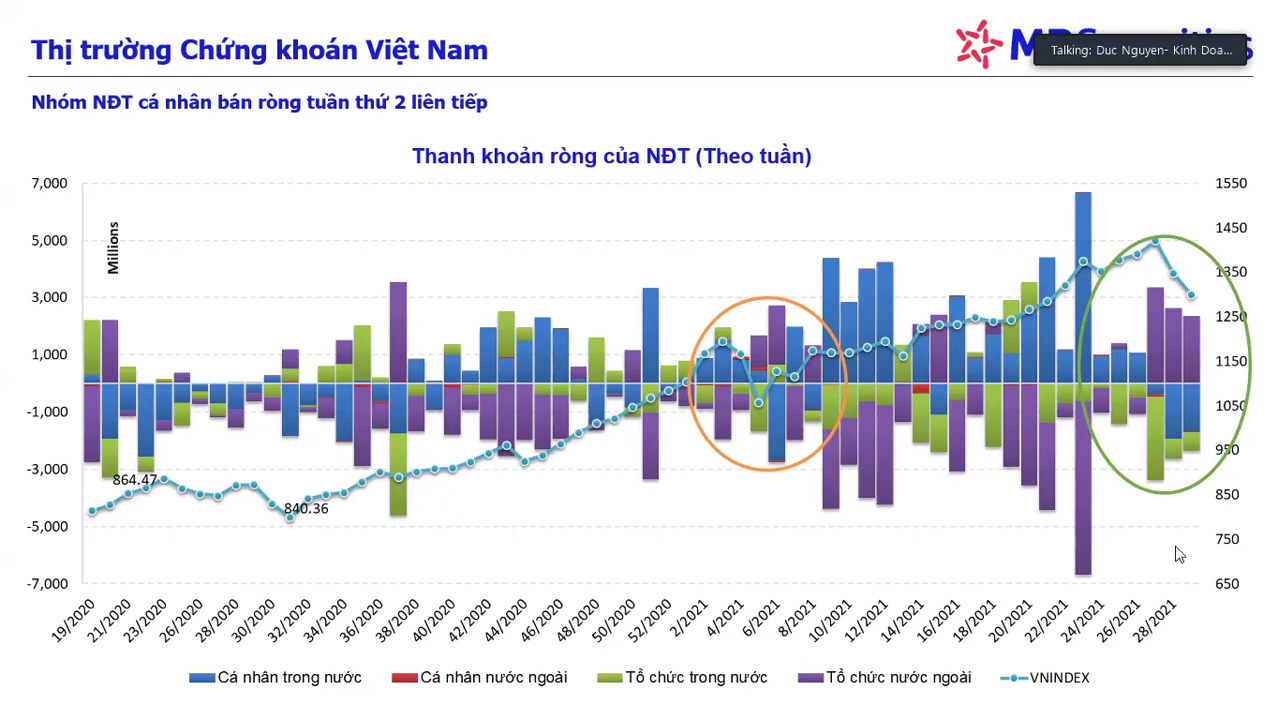 Thị trường Chứng khoán Việt Nam
Talking: Duc Nguyen- Kinh Doa...
Nhóm NĐT cá nhân bán ròng tuần thứ 2 liên tiếp
Thanh khoản ròng của NĐT (Theo tuần)
Millions
7,000
5,000
3,000
1,000
-1,000
-3,000
-5,000
-7,000
1550
1450
1350
1250
1150
1050
950
850
750
650
864.47
840.36
19/2020 21/2020 23/2020 26/2020 28/2020 30/2020 32/2020 34/2020 36/2020 38/2020 40/2020 42/2020 44/2020 46/2020 48/2020 50/2020 52/2020 2/2021 4/2021 6/2021 8/2021 10/2021 12/2021 14/2021 16/2021 18/2021 20/2021 22/2021 24/2021 26/2021 28/2021
Cá nhân trong nước Cá nhân nước ngoài Tổ chức trong nước Tổ chức nước ngoài VNINDEX